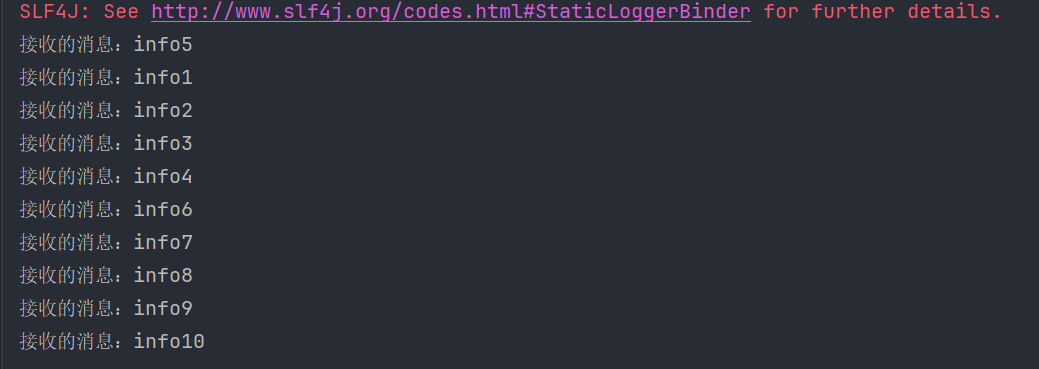 SLF4J: See http://www.slf4j.org/codes.html#StaticLoggerBinder for further details.
接收的消息：info5
接收的消息：info1
接收的消息：info2
接收的消息：info3
接收的消息：info4
接收的消息：info6
接收的消息：info7
接收的消息：info8
接收的消息：info9
接收的消息：info10